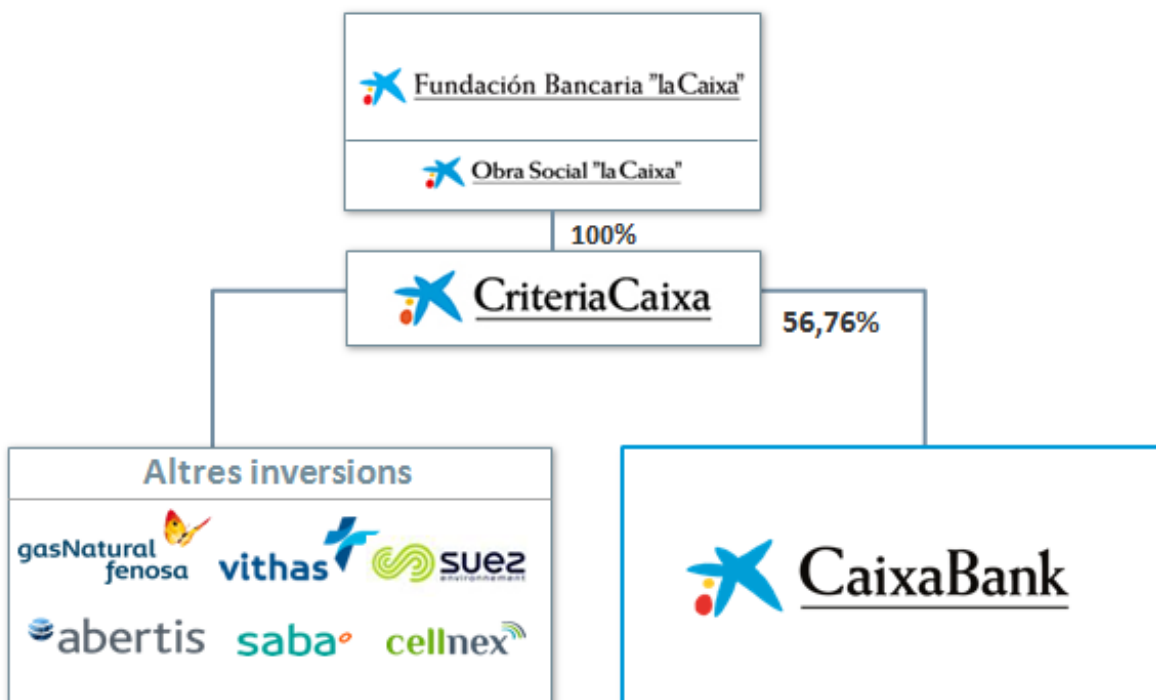 Fundación Bancaria "la Caixa"
Obra Social "la Caixa"
100%
CriteriaCaixa
56,76%
Altres inversions
gasNatural
fenosa
vithas
suez
environnement
abertis
saba
cellnex
CaixaBank